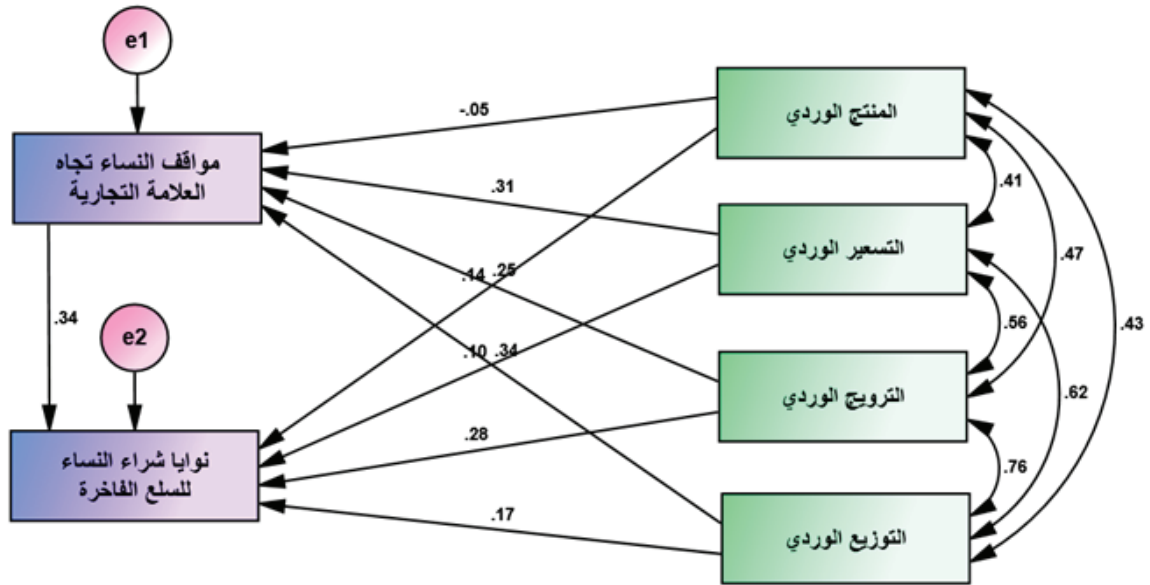 e1
المنتج الوردي
-.05
مواقف النساء تجاه
العلامة التجارية
.31
.41
التسعير الوردي
.47
.14
.25
.34
.56
.43
e2
.10
.34
.62
الترويج الوردي
.28
نوايا شراء النساء
للسلع الفاخرة
.76
.17
التوزيع الوردي